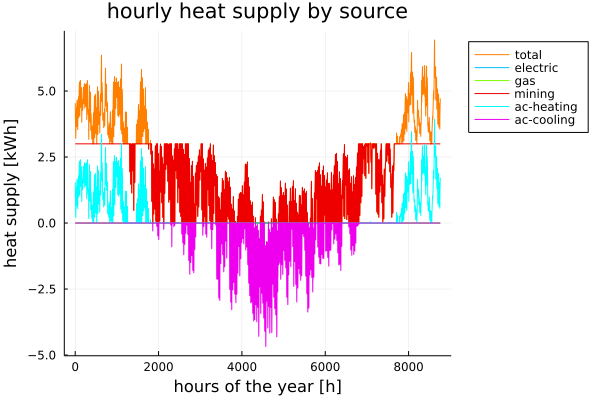 hourly heat supply by source
heat supply [kWh]
5.0
2.5
0.0
−2.5
−5.0
0
2000
4000
6000
8000
hours of the year [h]
total
electric
gas
mining
ac-heating
ac-cooling